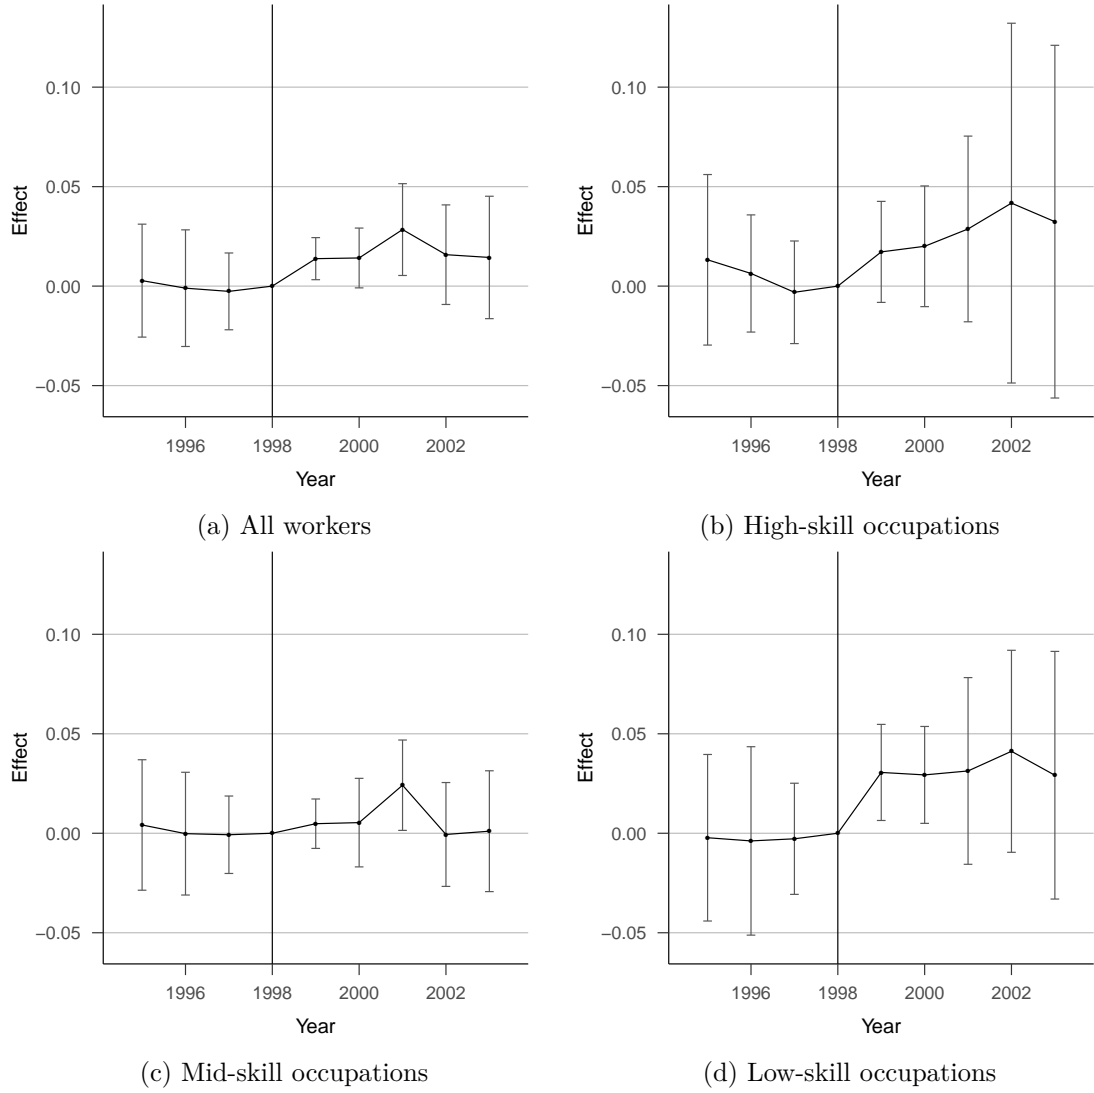 0.10
0.05
0.00
−0.05
Effect
1996 1998 2000 2002
Year
(a) All workers
0.10
0.05
0.00
−0.05
Effect
1996 1998 2000 2002
Year
(b) High-skill occupations
0.10
0.05
0.00
−0.05
Effect
1996 1998 2000 2002
Year
(c) Mid-skill occupations
0.10
0.05
0.00
−0.05
Effect
1996 1998 2000 2002
Year
(d) Low-skill occupations